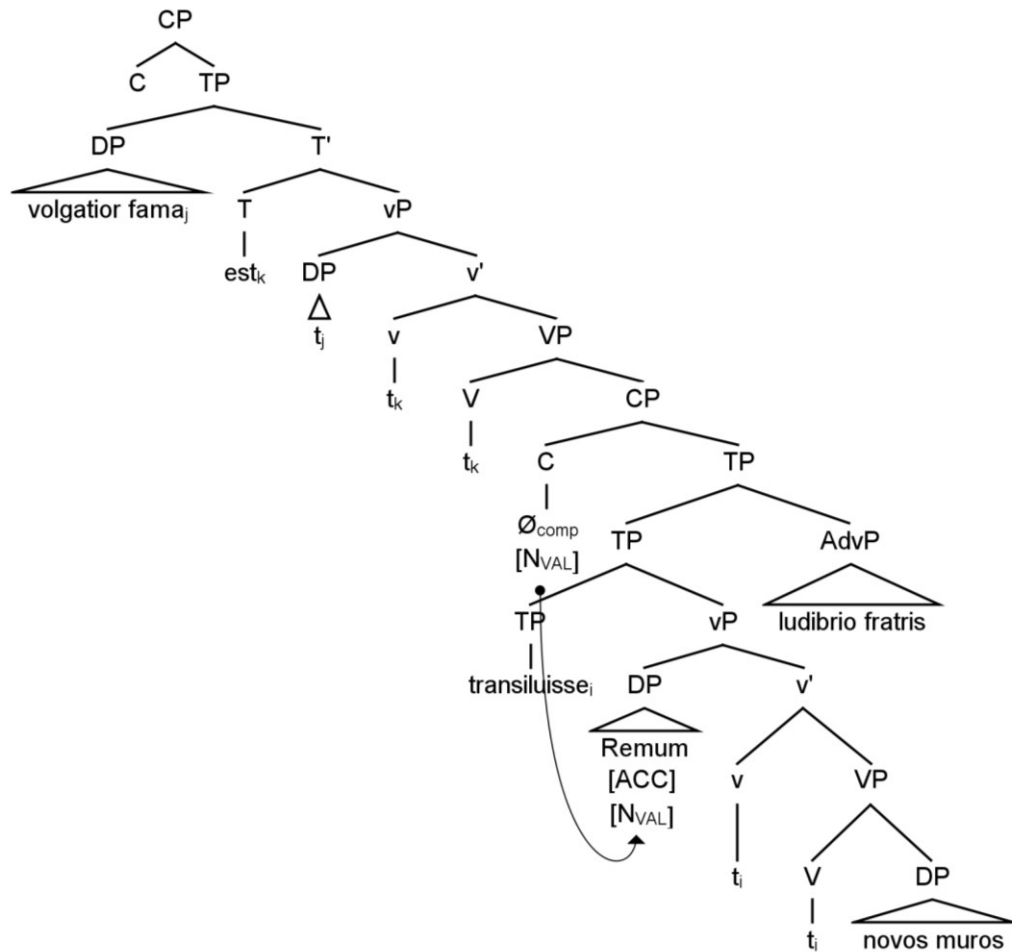 CP
C TP
DP T'
volgatior famaj T vP
estk DP v'
tj v VP
tk V CP
tk C TP
Øcomp TP AdvP
[NVAL]
TP vP ludibrio fratris
transiluissei DP v'
Remum v VP
[ACC]
[NVAL]
ti V DP
ti novos muros